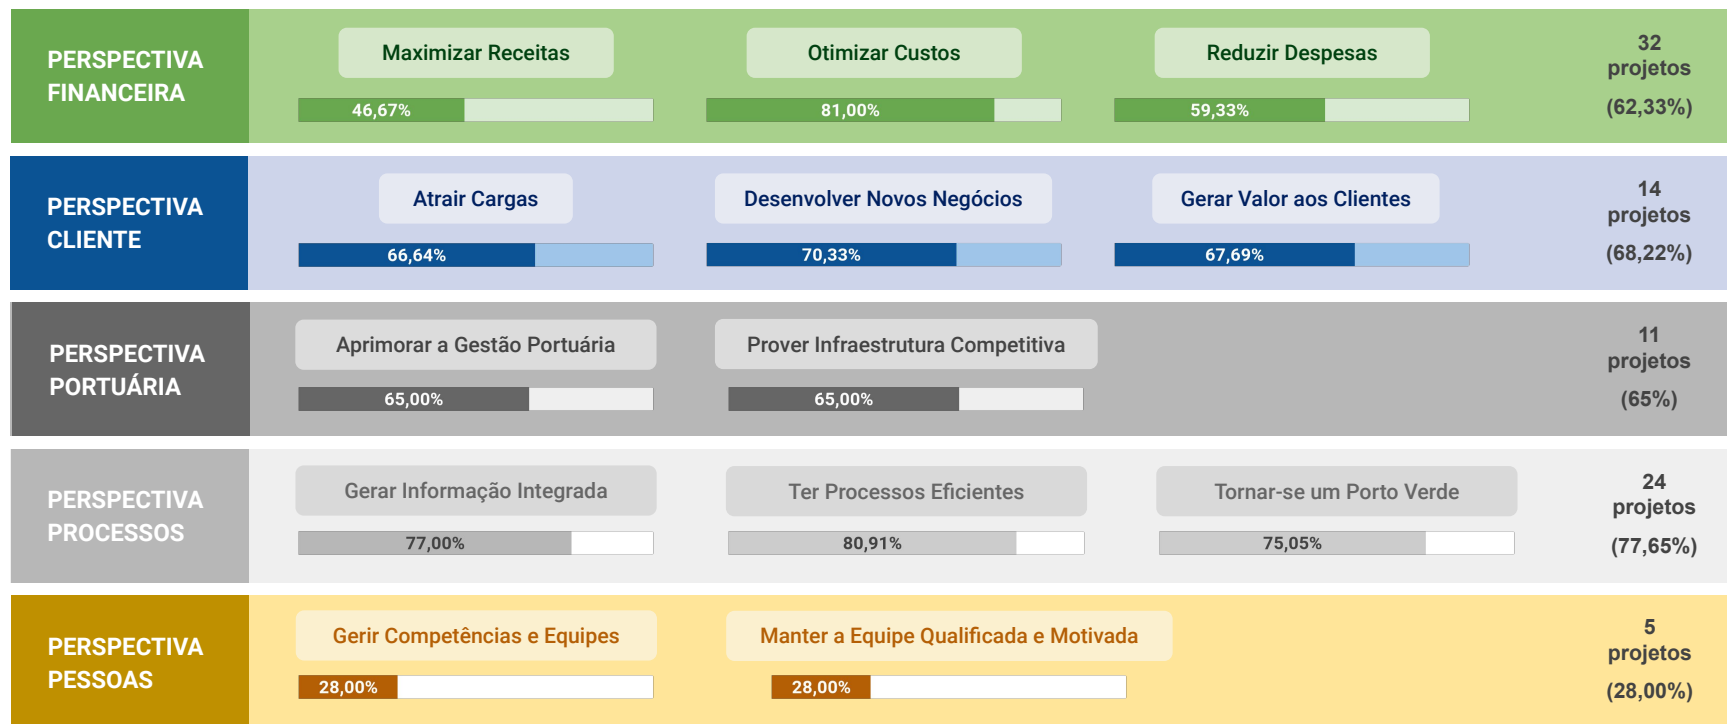 PERSPECTIVA
FINANCEIRA
Maximizar Receitas
Otimizar Custos
Reduzir Despesas
46,67%
81,00%
59,33%
32
projetos
(62,33%)
PERSPECTIVA
CLIENTE
Atrair Cargas
Desenvolver Novos Negócios
Gerar Valor aos Clientes
66,64%
70,33%
67,69%
14
projetos
(68,22%)
PERSPECTIVA
PORTUÁRIA
Aprimorar a Gestão Portuária
Prover Infraestrutura Competitiva
65,00%
65,00%
11
projetos
(65%)
PERSPECTIVA
PROCESSOS
Gerar Informação Integrada
Ter Processos Eficientes
Tornar-se um Porto Verde
77,00%
80,91%
75,05%
24
projetos
(77,65%)
PERSPECTIVA
PESSOAS
Gerir Competências e Equipes
Manter a Equipe Qualificada e Motivada
28,00%
28,00%
5
projetos
(28,00%)